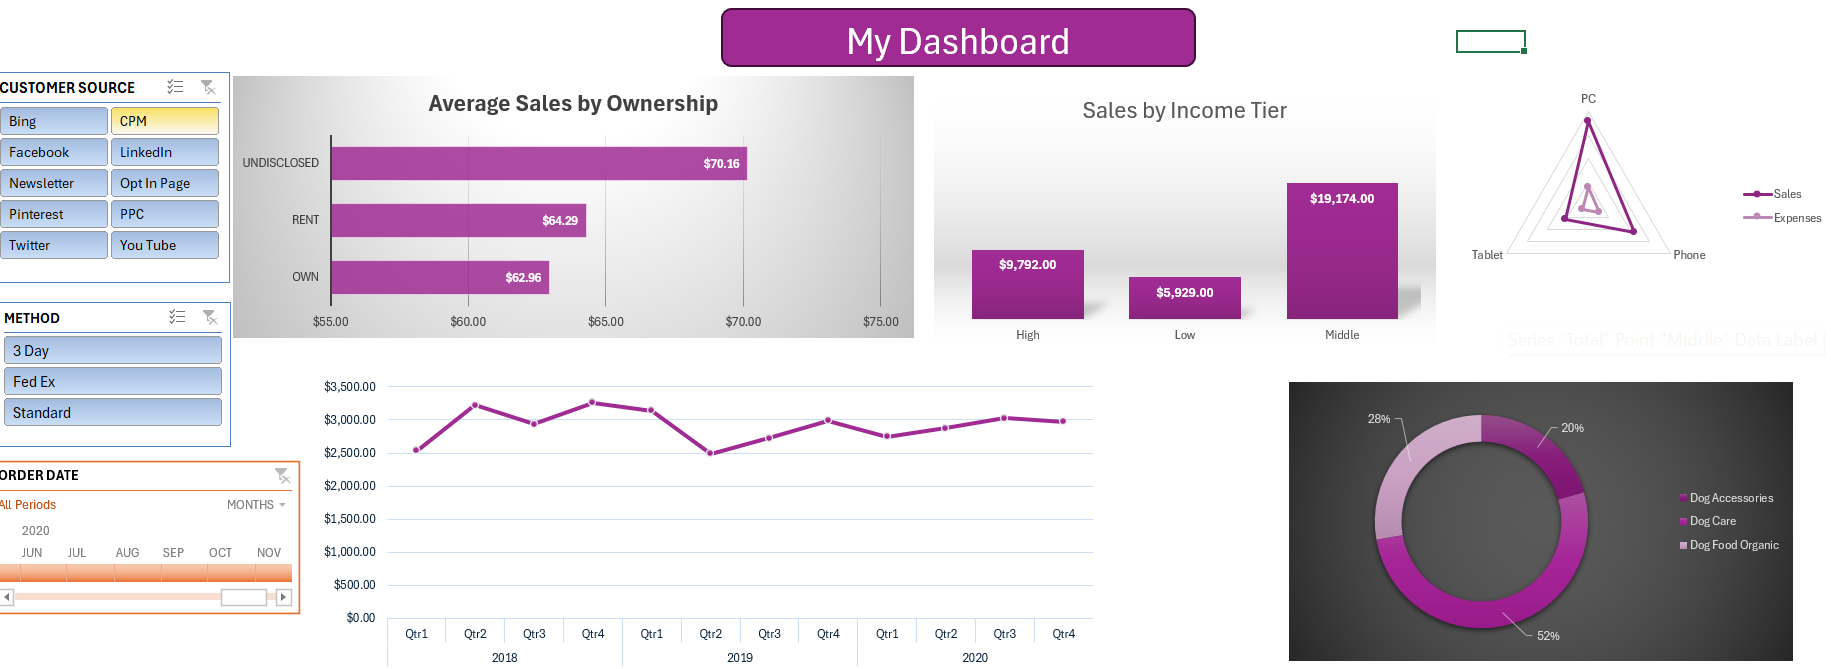 My Dashboard
CUSTOMER SOURCE
Bing
CPM
Facebook
LinkedIn
Newsletter
Opt In Page
Pinterest
PPC
Twitter
You Tube
METHOD
3 Day
Fed Ex
Standard
ORDER DATE
All Periods
MONTHS
2020
JUN JUL AUG SEP OCT NOV
Average Sales by Ownership
UNDISCLOSED
$70.16
RENT
$64.29
OWN
$62.96
$55.00 $60.00 $65.00 $70.00 $75.00
Sales by Income Tier
$9,792.00
$5,929.00
$19,174.00
High Low Middle
PC
Tablet
Phone
Sales
Expenses
Series "Total" Point "Middle" Data Label
$3,500.00
$3,000.00
$2,500.00
$2,000.00
$1,500.00
$1,000.00
$500.00
$0.00
Qtr1 Qtr2 Qtr3 Qtr4 Qtr1 Qtr2 Qtr3 Qtr4 Qtr1 Qtr2 Qtr3 Qtr4
2018 2019 2020
28%
20%
52%
Dog Accessories
Dog Care
Dog Food Organic